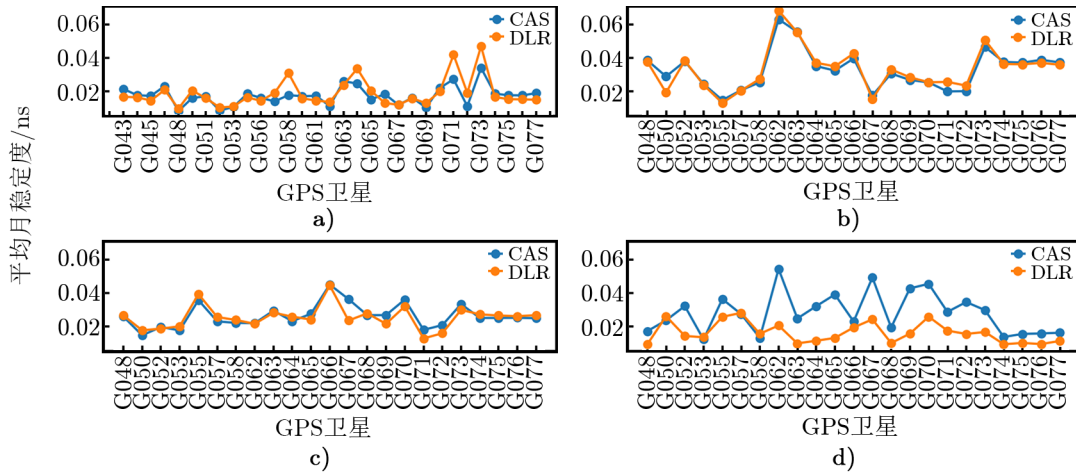 平均月稳定度/ns
0.06
0.04
0.02
CAS
DLR
G043
G045
G048
G051
G053
G056
G058
G061
G063
G065
G067
G069
G071
G073
G075
G077
GPS卫星
a)
0.06
0.04
0.02
CAS
DLR
G048
G050
G052
G053
G055
G057
G058
G062
G063
G064
G065
G066
G067
G068
G069
G070
G071
G072
G073
G074
G075
G076
G077
GPS卫星
b)
0.06
0.04
0.02
CAS
DLR
G048
G050
G052
G053
G055
G057
G058
G062
G063
G064
G065
G066
G067
G068
G069
G070
G071
G072
G073
G074
G075
G076
G077
GPS卫星
c)
0.06
0.04
0.02
CAS
DLR
G048
G050
G052
G053
G055
G057
G058
G062
G063
G064
G065
G066
G067
G068
G069
G070
G071
G072
G073
G074
G075
G076
G077
GPS卫星
d)